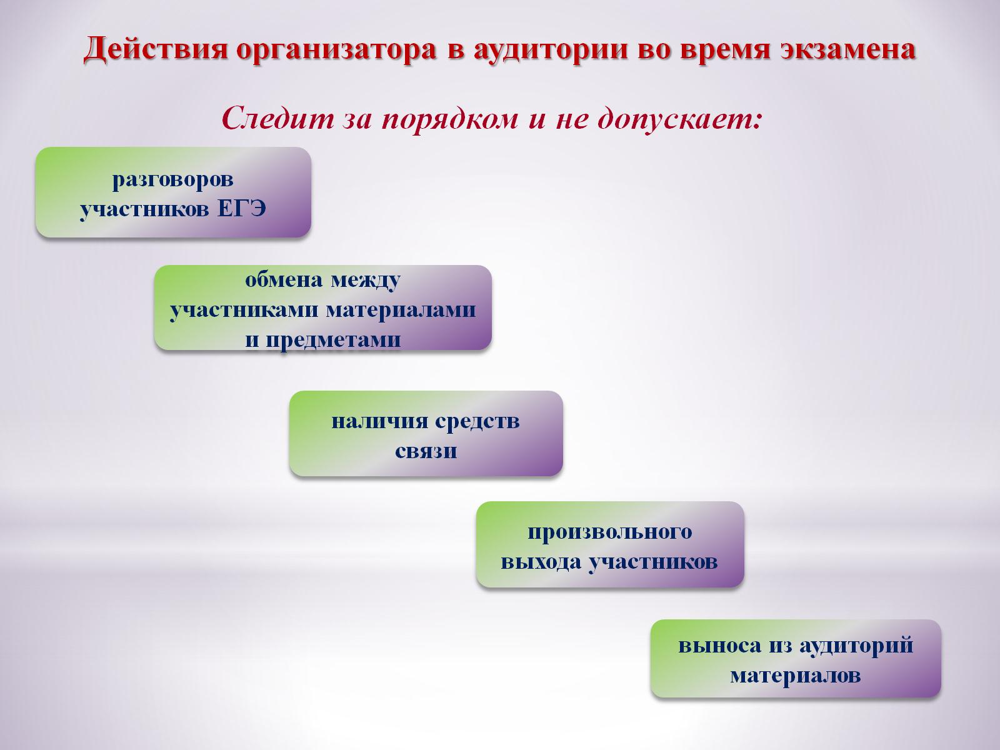 Действия организатора в аудитории во время экзамена
Следит за порядком и не допускает:
разговоров
участников ЕГЭ
обмена между
участниками материалами
и предметами
наличия средств
связи
произвольного
выхода участников
выноса из аудиторий
материалов